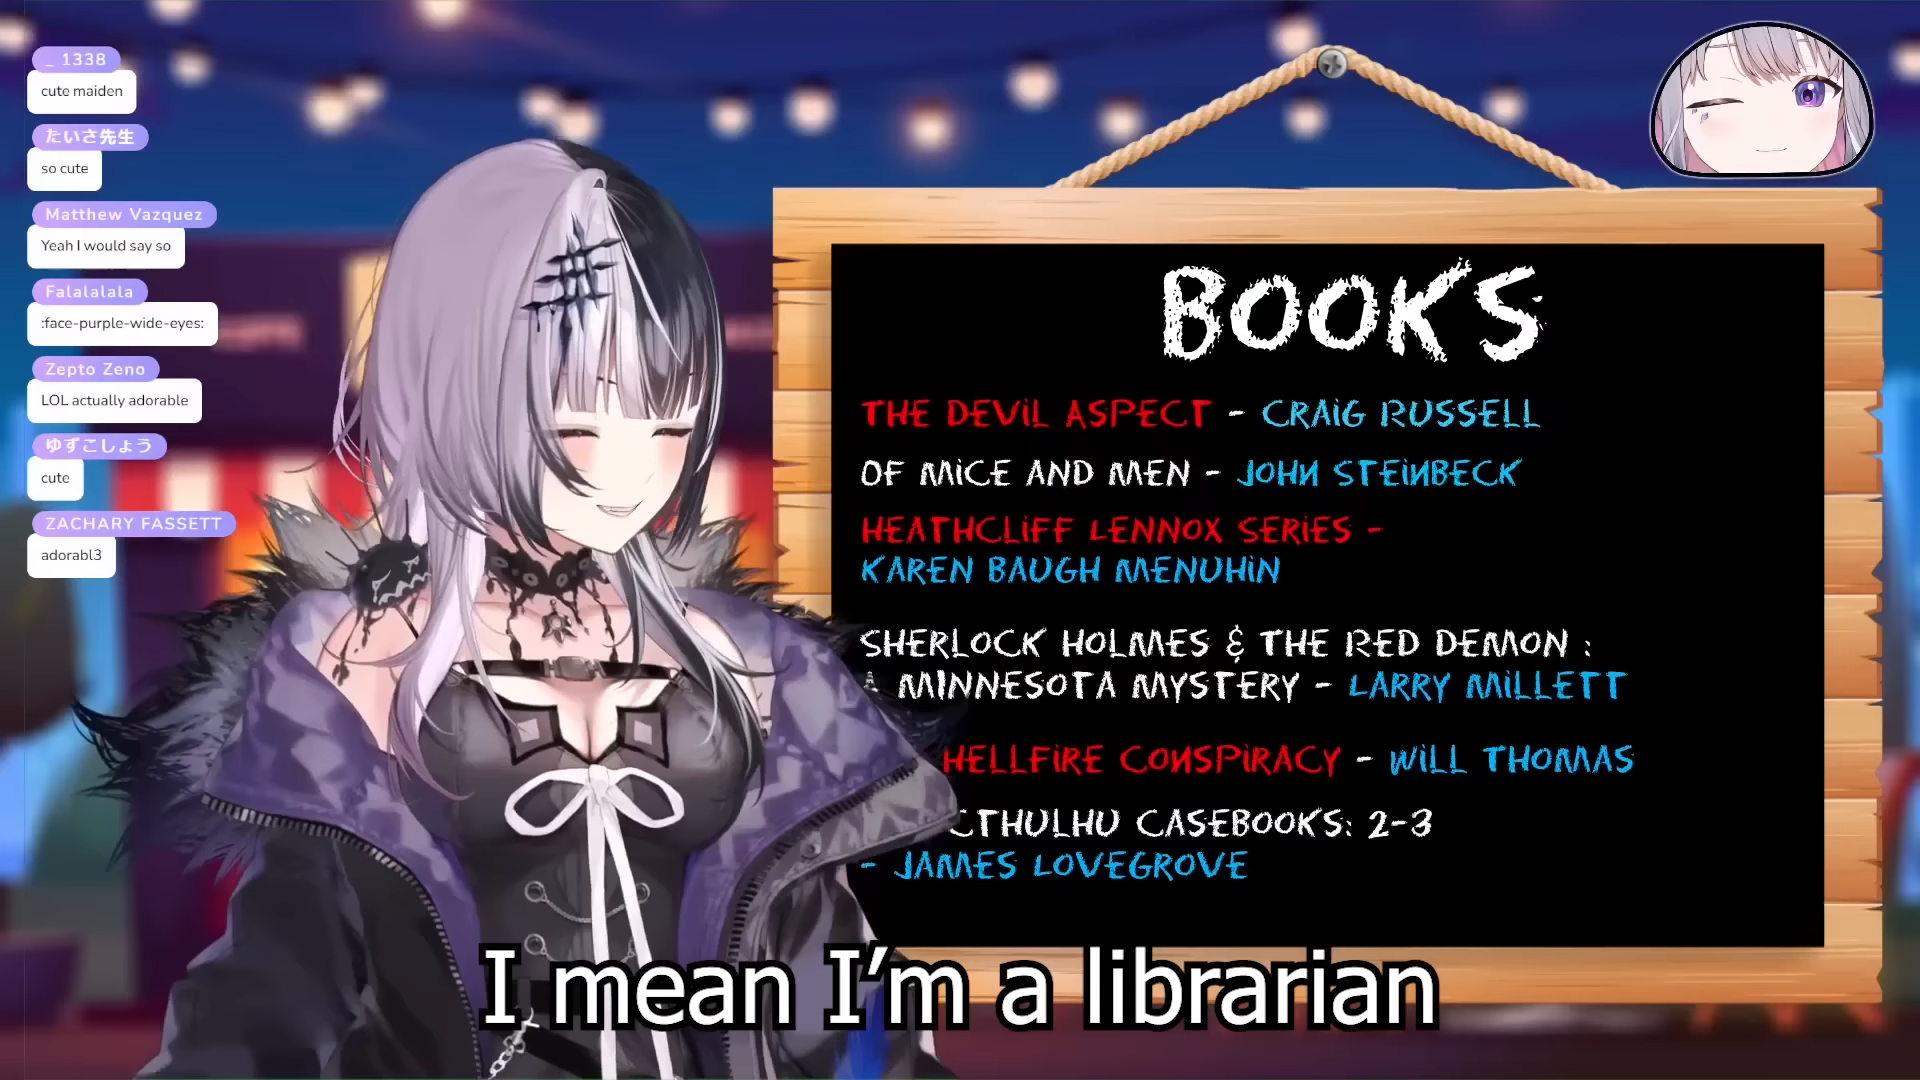 _ 1338
cute maiden
たいさ先生
so cute
Matthew Vazquez
Yeah I would say so
Falalalala
:face-purple-wide-eyes:
Zepto Zeno
LOL actually adorable
ゆずこしょう
cute
ZACHARY FASSETT
adorabl3
BOOKS
THE DEVIL ASPECT - CRAIG RUSSELL
OF MICE AND MEN - JOHN STEINBECK
HEATHCLIFF LENNOX SERIES -
KAREN BAUGH MENUHIN
SHERLOCK HOLMES & THE RED DEMON :
A MINNESOTA MYSTERY - LARRY MILLETT
HELLFIRE CONSPIRACY - WILL THOMAS
CTHULHU CASEBOOKS: 2-3
- JAMES LOVEGROVE
I mean I'm a librarian